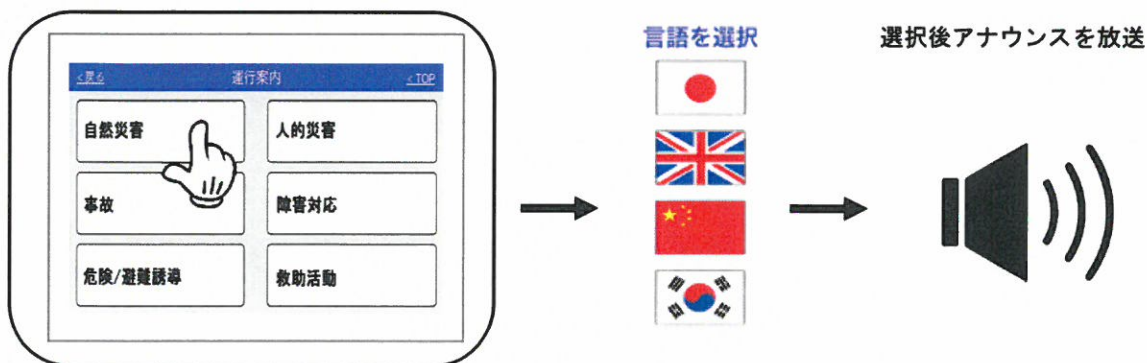 <戻る 運行案内 <TOP
自然災害 人的災害
事故 障害対応
危険/避難誘導 救助活動
言語を選択
選択後アナウンスを放送